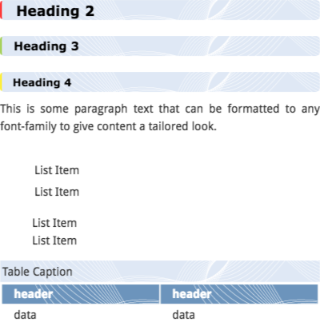 Heading 2
Heading 3
Heading 4
This is some paragraph text that can be formatted to any
font-family to give content a tailored look.
List Item
List Item
List Item
List Item
Table Caption
header header
data data